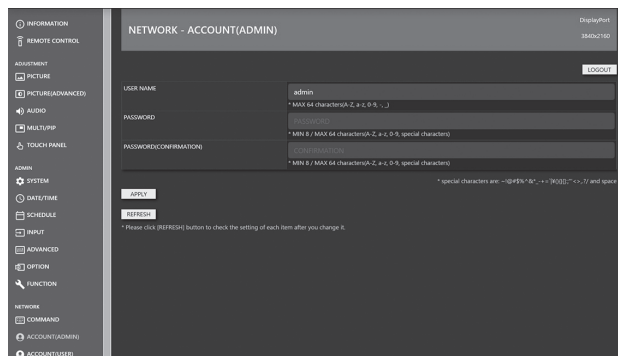 INFORMATION
REMOTE CONTROL
ADJUSTMENT
PICTURE
PICTURE(ADVANCED)
AUDIO
MULTI/PIP
TOUCH PANEL
ADMIN
SYSTEM
DATE/TIME
SCHEDULE
INPUT
ADVANCED
OPTION
FUNCTION
NETWORK
COMMAND
ACCOUNT(ADMIN)
ACCOUNT(USER)
NETWORK - ACCOUNT(ADMIN)
DisplayPort
3840x2160
LOGOUT
USER NAME
admin
* MAX 64 characters(A-Z, a-z, 0-9, -, _)
PASSWORD
PASSWORD
* MIN 8 / MAX 64 characters(A-Z, a-z, 0-9, special characters)
PASSWORD(CONFIRMATION)
CONFIRMATION
* MIN 8 / MAX 64 characters(A-Z, a-z, 0-9, special characters)
* special characters are: and space
APPLY
REFRESH
* Please click [REFRESH] button to check the setting of each item after you change it.